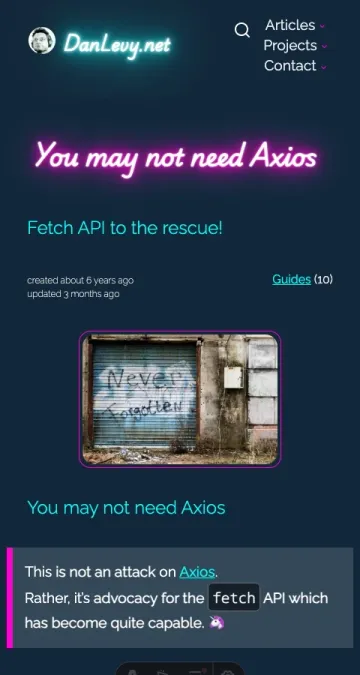 DanLevy.net
Articles
Projects
Contact
You may not need Axios
Fetch API to the rescue!
created about 6 years ago
updated 3 months ago
Guides (10)
Never
Forgotten
You may not need Axios
This is not an attack on Axios.
Rather, it's advocacy for the fetch API which
has become quite capable. 🦄